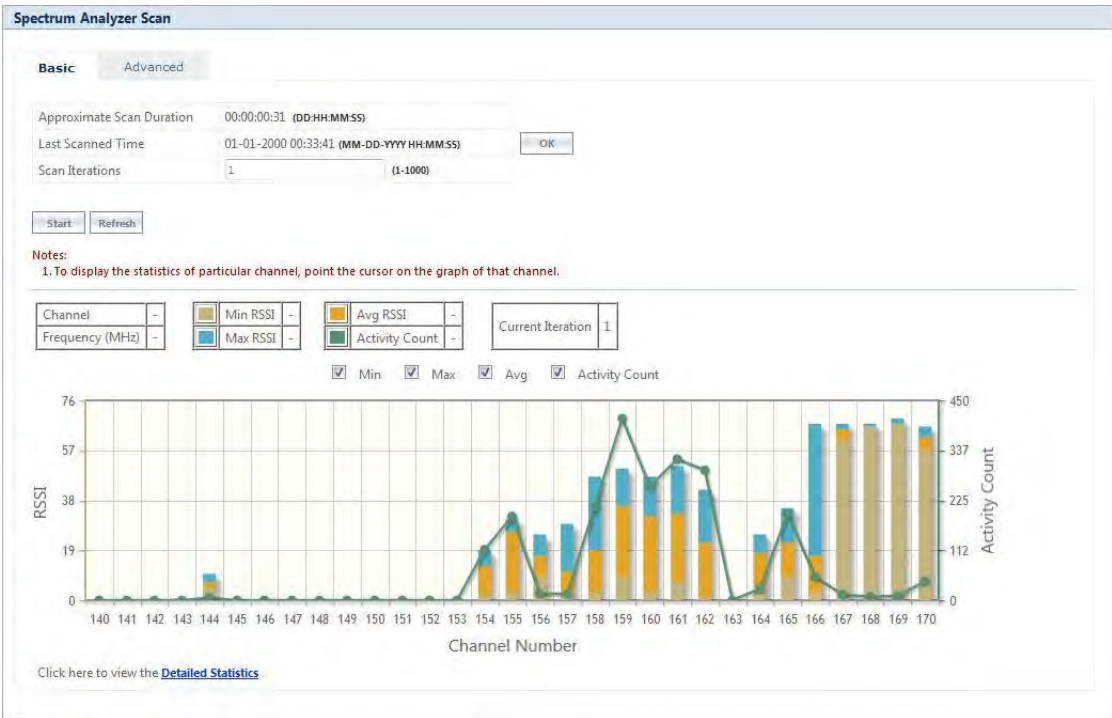 Spectrum Analyzer Scan
Basic Advanced
Approximate Scan Duration 00:00:00:31 (DD:HH:MM:SS)
Last Scanned Time 01-01-2000 00:33:41 (MM-DD-YYYY HH:MM:SS) OK
Scan Iterations 1 (1-1000)
Start Refresh
Notes:
1. To display the statistics of particular channel, point the cursor on the graph of that channel.
Channel - Min RSSI - Avg RSSI - Current Iteration 1
Frequency (MHz) - Max RSSI - Activity Count -
Min Max Avg Activity Count
76 450
57 337
38 225
19 112
0 0
RSSI
Activity Count
140 141 142 143 144 145 146 147 148 149 150 151 152 153 154 155 156 157 158 159 160 161 162 163 164 165 166 167 168 169 170
Channel Number
Click here to view the Detailed Statistics